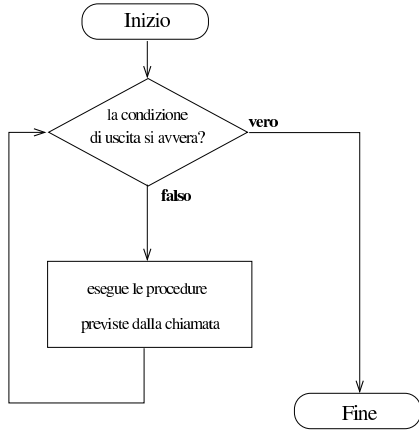 Inizio
la condizione
di uscita si avvera?
vero
falso
esegue le procedure
previste dalla chiamata
Fine